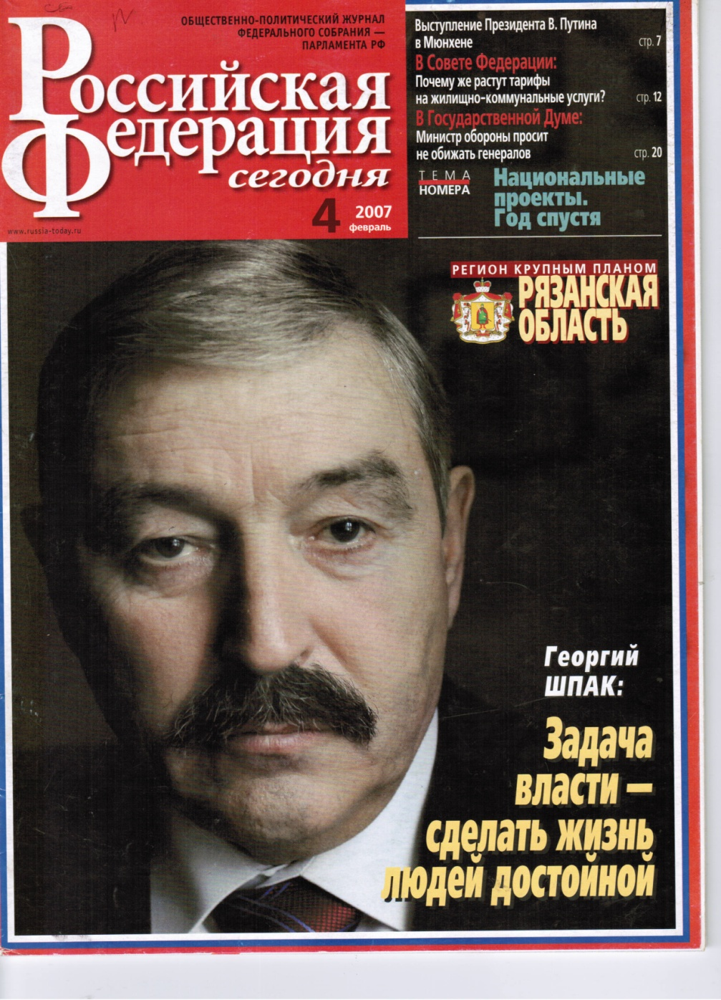 ОБЩЕСТВЕННО-ПОЛИТИЧЕСКИЙ ЖУРНАЛ
ФЕДЕРАЛЬНОГО СОБРАНИЯ —
ПАРЛАМЕНТА РФ
Российская
Федерация
сегодня
4 2007
февраль
www.russia-today.ru
Выступление Президента В. Путина
в Мюнхене стр. 7
В Совете Федерации:
Почему же растут тарифы
на жилищно-коммунальные услуги? стр. 12
В Государственной Думе:
Министр обороны просит
не обижать генералов стр. 20
ТЕМА
НОМЕРА
Национальные
проекты.
Год спустя
РЕГИОН КРУПНЫМ ПЛАНОМ
РЯЗАНСКАЯ
ОБЛАСТЬ
Георгий
ШПАК:
Задача
власти —
сделать жизнь
людей достойной